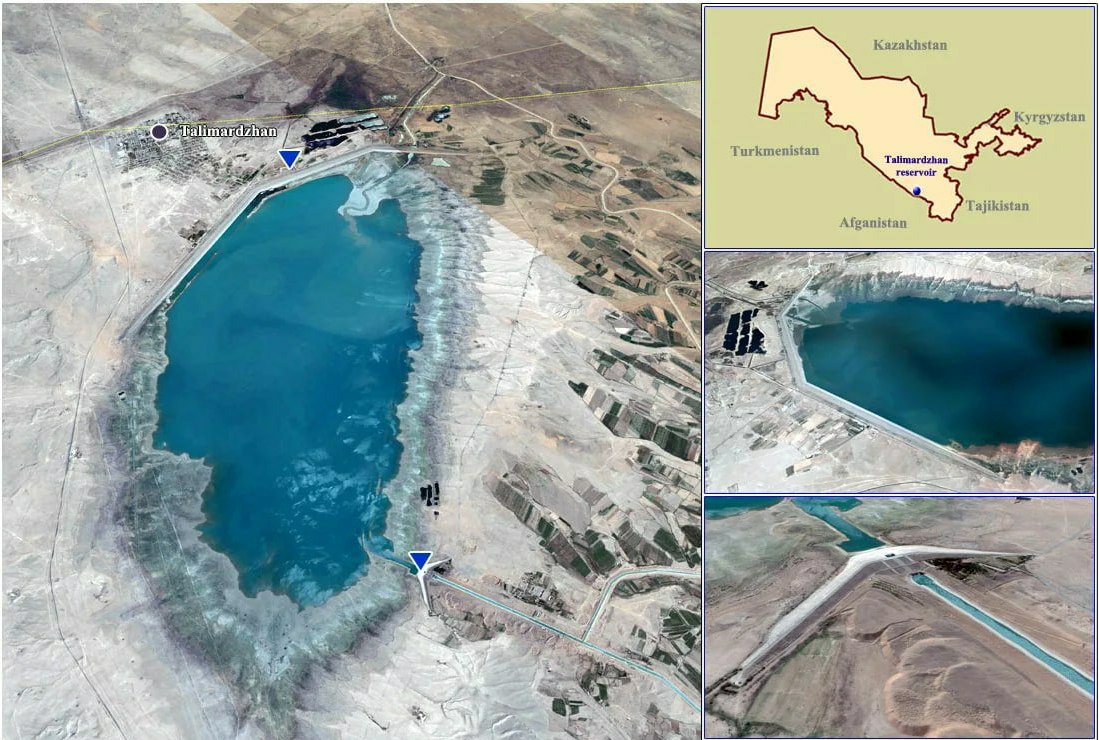 Talimardzhan
Kazakhstan
Kyrgyzstan
Turkmenistan
Talimardzhan
reservoir
Tajikistan
Afganistan